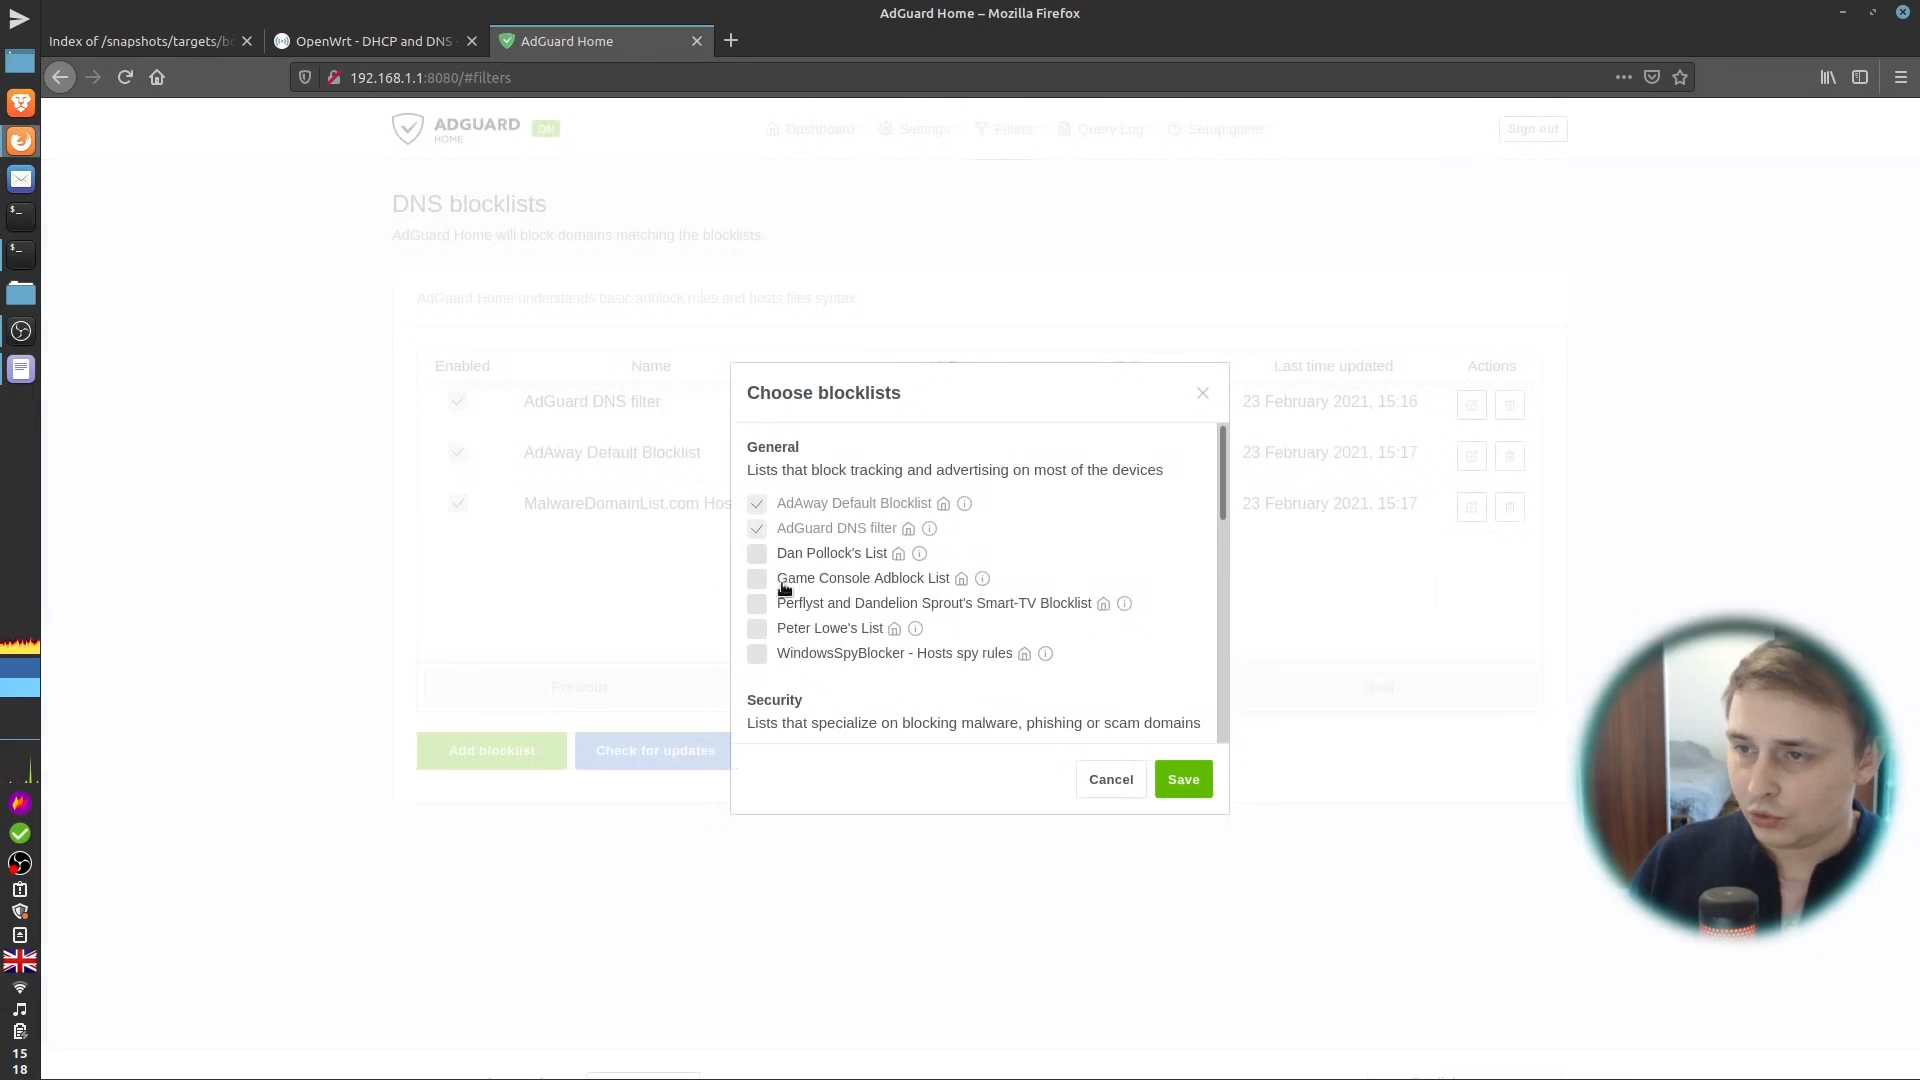 AdGuard Home – Mozilla Firefox
Index of /snapshots/targets/b
OpenWrt - DHCP and DNS -
AdGuard Home
192.168.1.1:8080/#filters
ADGUARD
HOME
ON
Dashboard
Settings
Filters
Query Log
Setup guide
Sign out
DNS blocklists
AdGuard Home will block domains matching the blocklists.
AdGuard Home understands basic adblock rules and hosts files syntax.
Enabled
Name
Last time updated
Actions
AdGuard DNS filter
23 February 2021, 15:16
AdAway Default Blocklist
23 February 2021, 15:17
MalwareDomainList.com Hos
23 February 2021, 15:17
Previous
Next
Add blocklist
Check for updates
Choose blocklists
General
Lists that block tracking and advertising on most of the devices
AdAway Default Blocklist
AdGuard DNS filter
Dan Pollock's List
Game Console Adblock List
Perflyst and Dandelion Sprout's Smart-TV Blocklist
Peter Lowe's List
WindowsSpyBlocker - Hosts spy rules
Security
Lists that specialize on blocking malware, phishing or scam domains
Cancel
Save
15
18